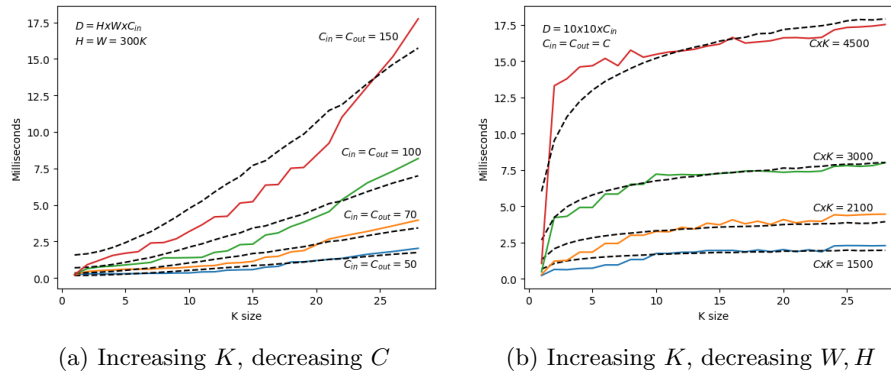 17.5
15.0
12.5
10.0
7.5
5.0
2.5
0.0
Milliseconds
D = HxWxC_in
H = W = 300K
C_in = C_out = 150
C_in = C_out = 100
C_in = C_out = 70
C_in = C_out = 50
0 5 10 15 20 25
K size
(a) Increasing K, decreasing C
17.5
15.0
12.5
10.0
7.5
5.0
2.5
0.0
Milliseconds
D = 10x10xC_in
C_in = C_out = C
CxK = 4500
CxK = 3000
CxK = 2100
CxK = 1500
0 5 10 15 20 25
K size
(b) Increasing K, decreasing W, H